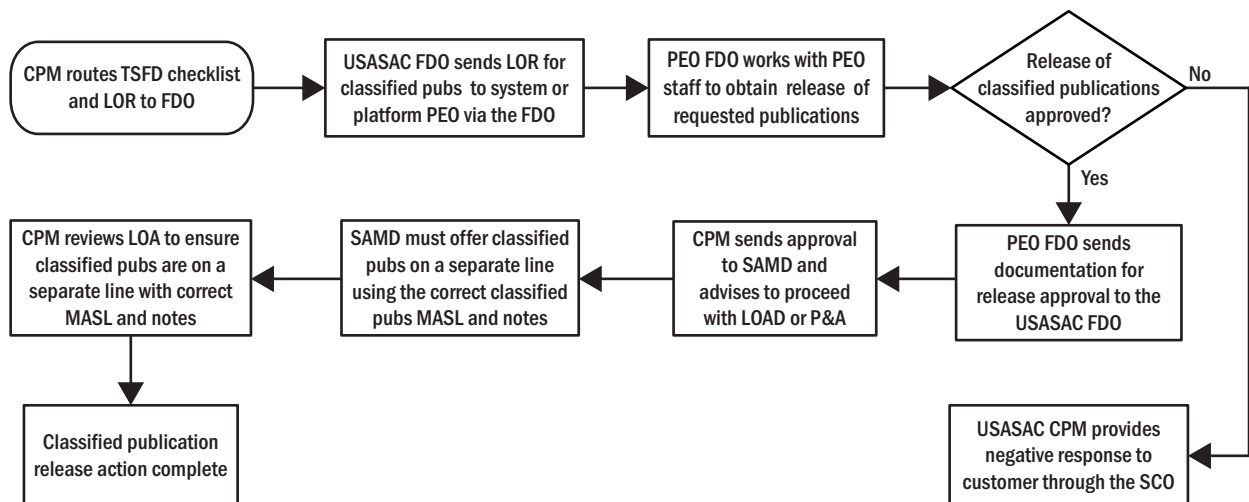 CPM routes TSFD checklist
and LOR to FDO
USASAC FDO sends LOR for
classified pubs to system or
platform PEO via the FDO
PEO FDO works with PEO
staff to obtain release of
requested publications
Release of
classified publications
approved?
No
Yes
PEO FDO sends
documentation for
release approval to the
USASAC FDO
CPM sends approval
to SAMD and
advises to proceed
with LOAD or P&A
SAMD must offer classified
pubs on a separate line
using the correct classified
pubs MASL and notes
CPM reviews LOA to ensure
classified pubs are on a
separate line with correct
MASL and notes
Classified publication
release action complete
USASAC CPM provides
negative response to
customer through the SCO